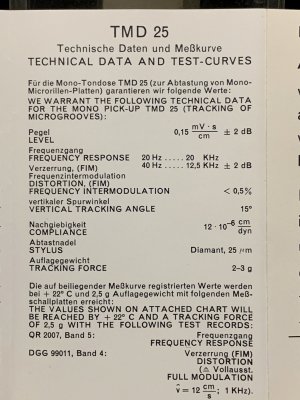 TMD 25
Technische Daten und Meßkurve
TECHNICAL DATA AND TEST-CURVES
Für die Mono-Tondose TMD 25 (zur Abtastung von Mono-
Microrillen-Platten) garantieren wir folgende Werte:
WE WARRANT THE FOLLOWING TECHNICAL DATA
FOR THE MONO PICK-UP TMD 25 (TRACKING OF
MICROGROOVES):
Pegel
LEVEL 0,15 mV · s / cm ± 2 dB
Frequenzgang
FREQUENCY RESPONSE 20 Hz ..... 20 KHz
Verzerrung, (FIM) 40 Hz ..... 12,5 KHz ± 2 dB
Frequenzintermodulation
DISTORTION, (FIM)
FREQUENCY INTERMODULATION < 0,5%
vertikaler Spurwinkel
VERTICAL TRACKING ANGLE 15°
Nachgiebigkeit
COMPLIANCE 12 · 10⁻⁶ cm / dyn
Abtastnadel
STYLUS Diamant, 25 μm
Auflagegewicht
TRACKING FORCE 2–3 g
Die auf beiliegender Meßkurve registrierten Werte werden
bei + 22° C und 2,5 g Auflagegewicht mit folgenden Meß-
schallplatten erreicht:
THE VALUES SHOWN ON ATTACHED CHART WILL
BE REACHED BY + 22° C AND A TRACKING FORCE
OF 2,5 g WITH THE FOLLOWING TEST RECORDS:
QR 2007, Band 5: Frequenzgang
FREQUENCY RESPONSE
DGG 99011, Band 4: Verzerrung (FIM)
DISTORTION
(≙ Vollausst.
FULL MODULATION
v̂ = 12 cm / s ; 1 KHz).